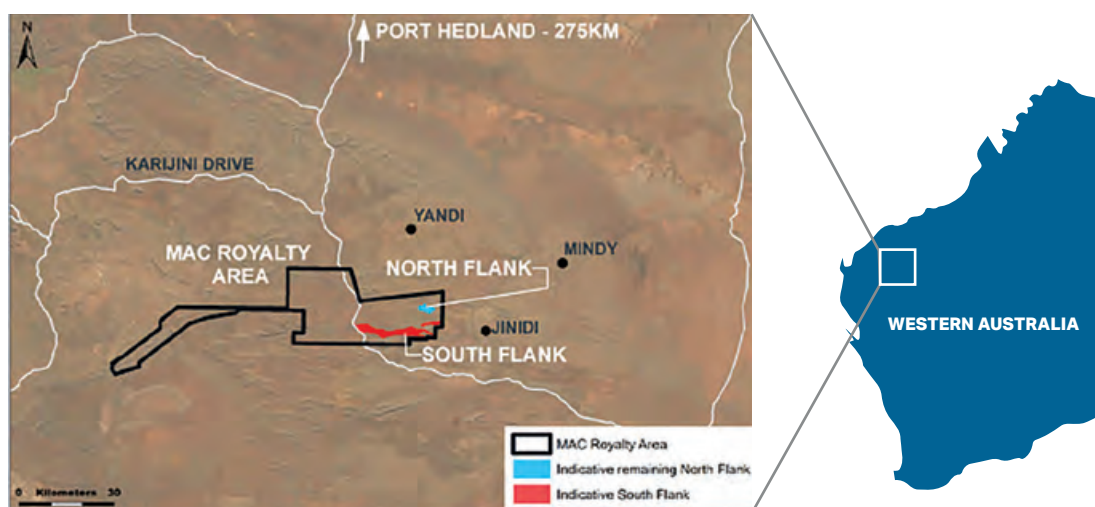 N
PORT HEDLAND - 275KM
KARIJINI DRIVE
YANDI
MAC ROYALTY
AREA
NORTH FLANK
MINDY
JINIDI
SOUTH FLANK
WESTERN AUSTRALIA
MAC Royalty Area
Indicative remaining North Flank
Indicative South Flank
0 Kilometers 30